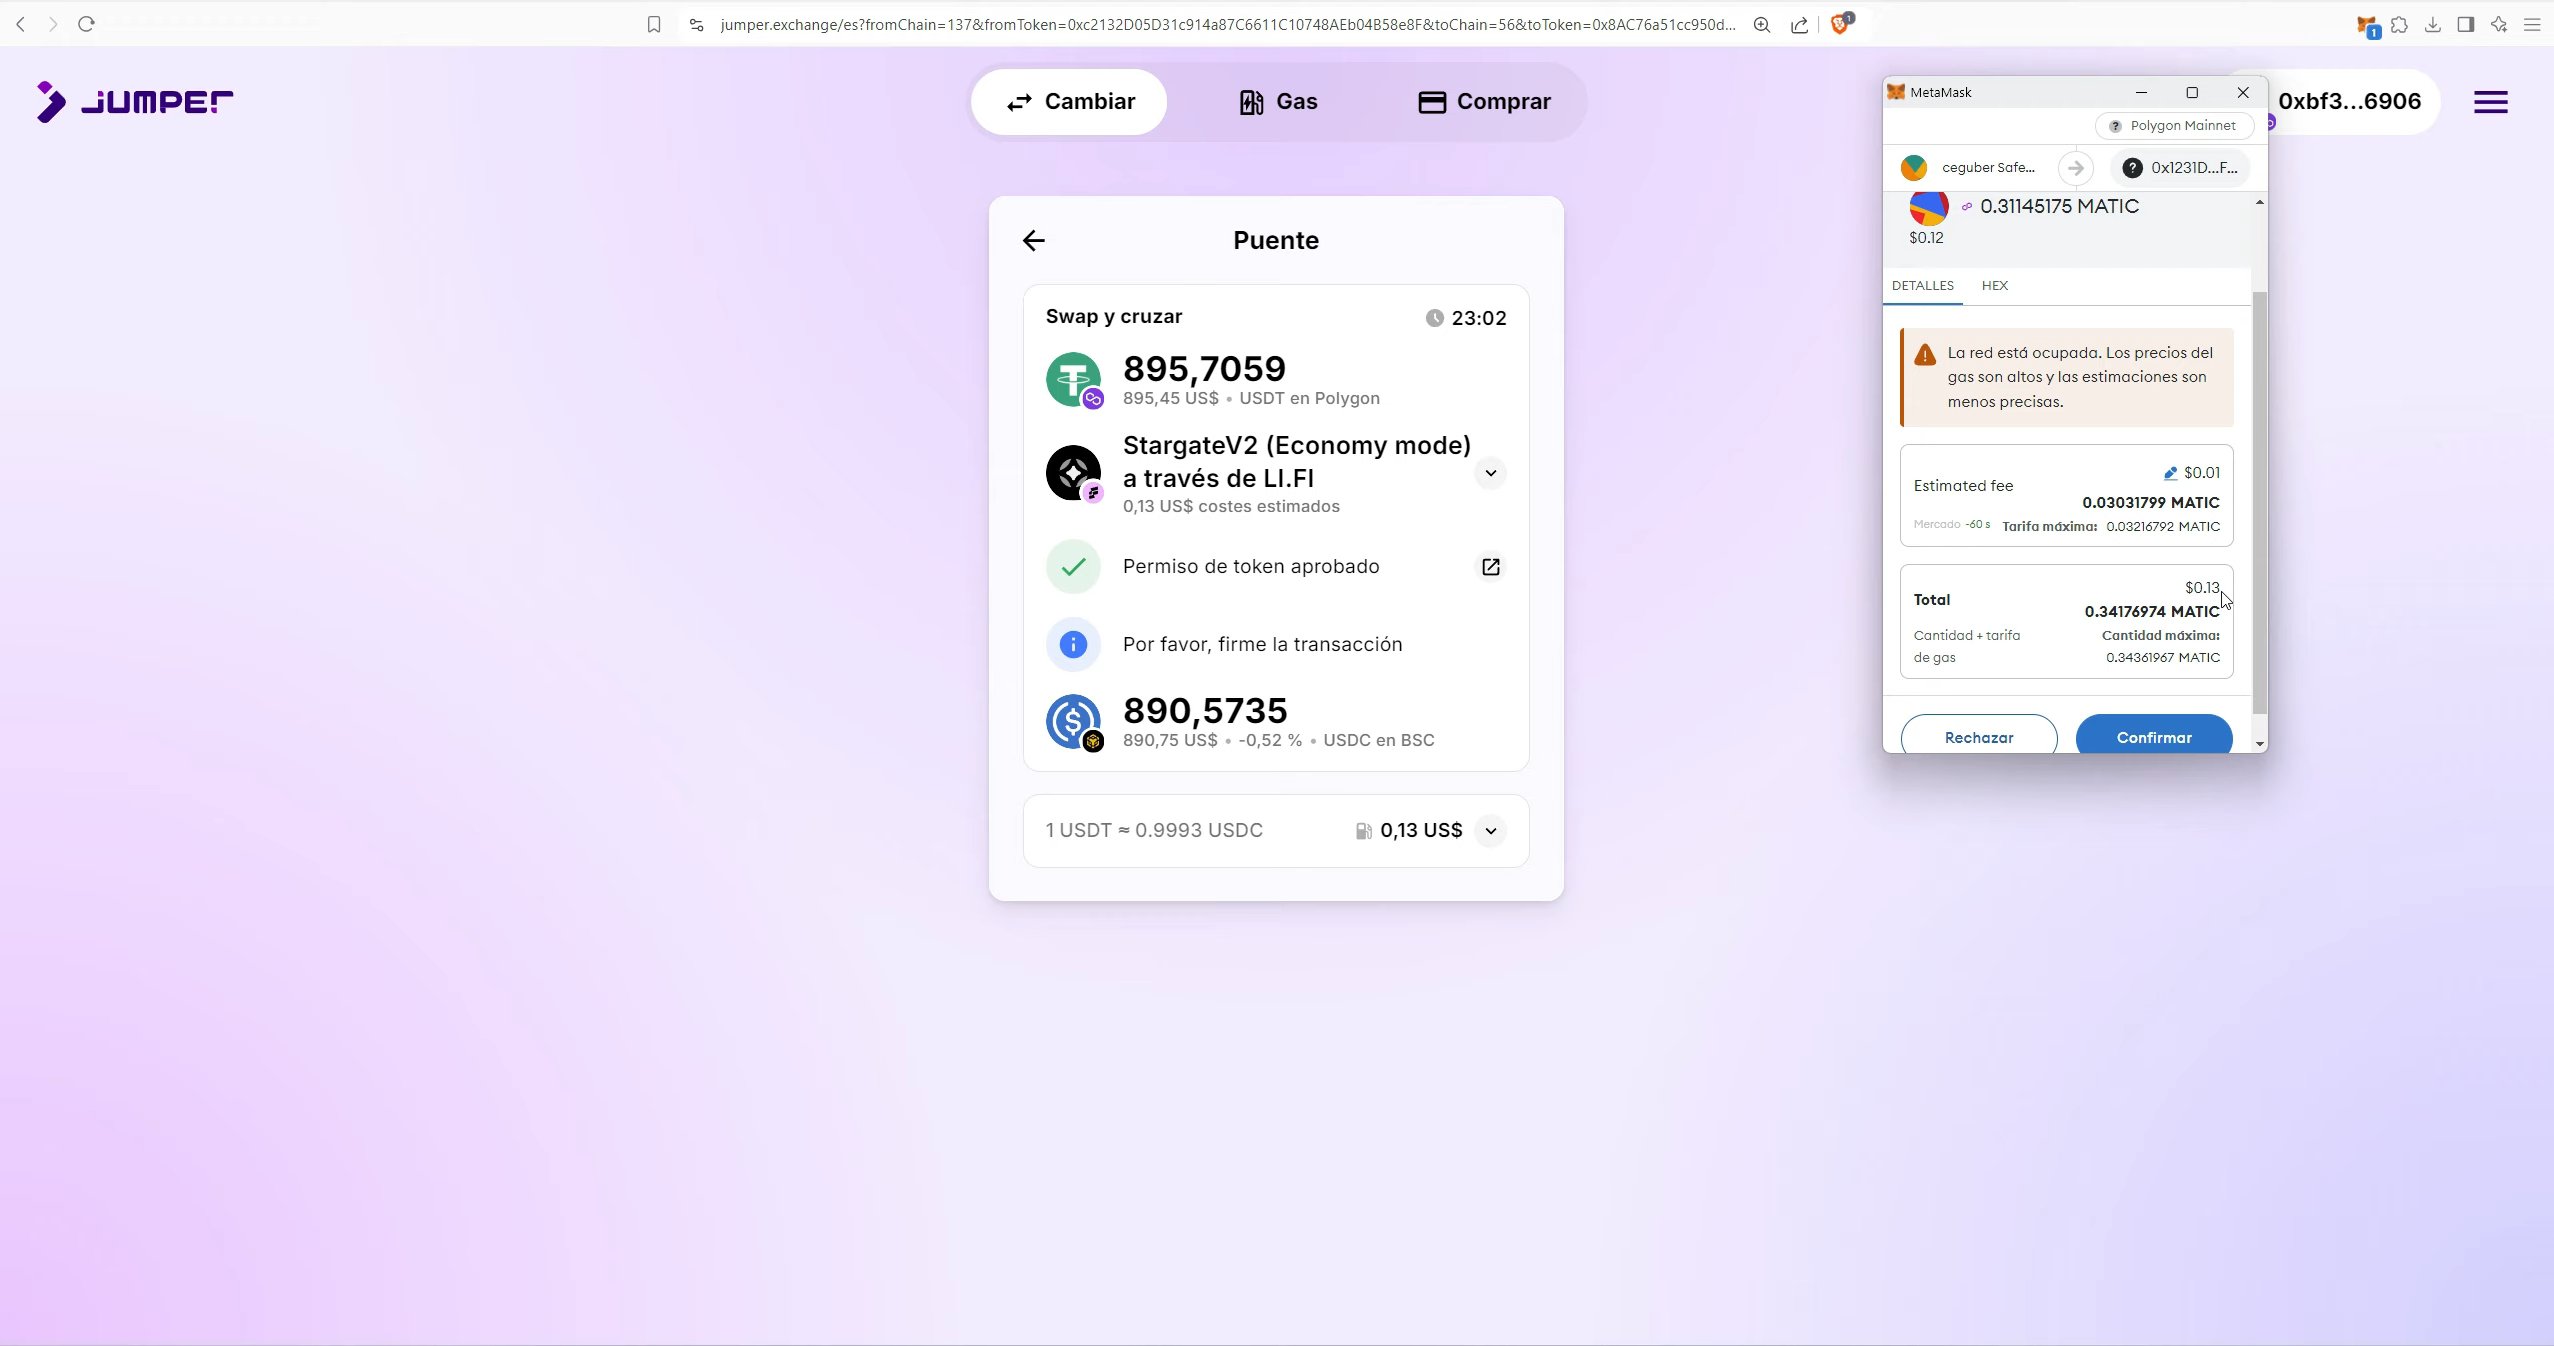 jumper.exchange/es?fromChain=137&fromToken=0xc2132D05D31c914a87C6611C10748AEb04B58e8F&toChain=56&toToken=0x8AC76a51cc950d...
1
1
JUMPER
Cambiar
Gas
Comprar
0xbf3...6906
Puente
Swap y cruzar
23:02
895,7059
895,45 US$ • USDT en Polygon
StargateV2 (Economy mode)
a través de LI.FI
0,13 US$ costes estimados
Permiso de token aprobado
Por favor, firme la transacción
890,5735
890,75 US$ • -0,52 % • USDC en BSC
1 USDT ≈ 0.9993 USDC
0,13 US$
MetaMask
Polygon Mainnet
ceguber Safe...
0x1231D...F...
0.31145175 MATIC
$0.12
DETALLES
HEX
La red está ocupada. Los precios del
gas son altos y las estimaciones son
menos precisas.
$0.01
Estimated fee
0.03031799 MATIC
Mercado -60 s Tarifa máxima: 0.03216792 MATIC
$0.13
Total
0.34176974 MATIC
Cantidad + tarifa
de gas
Cantidad máxima:
0.34361967 MATIC
Rechazar
Confirmar